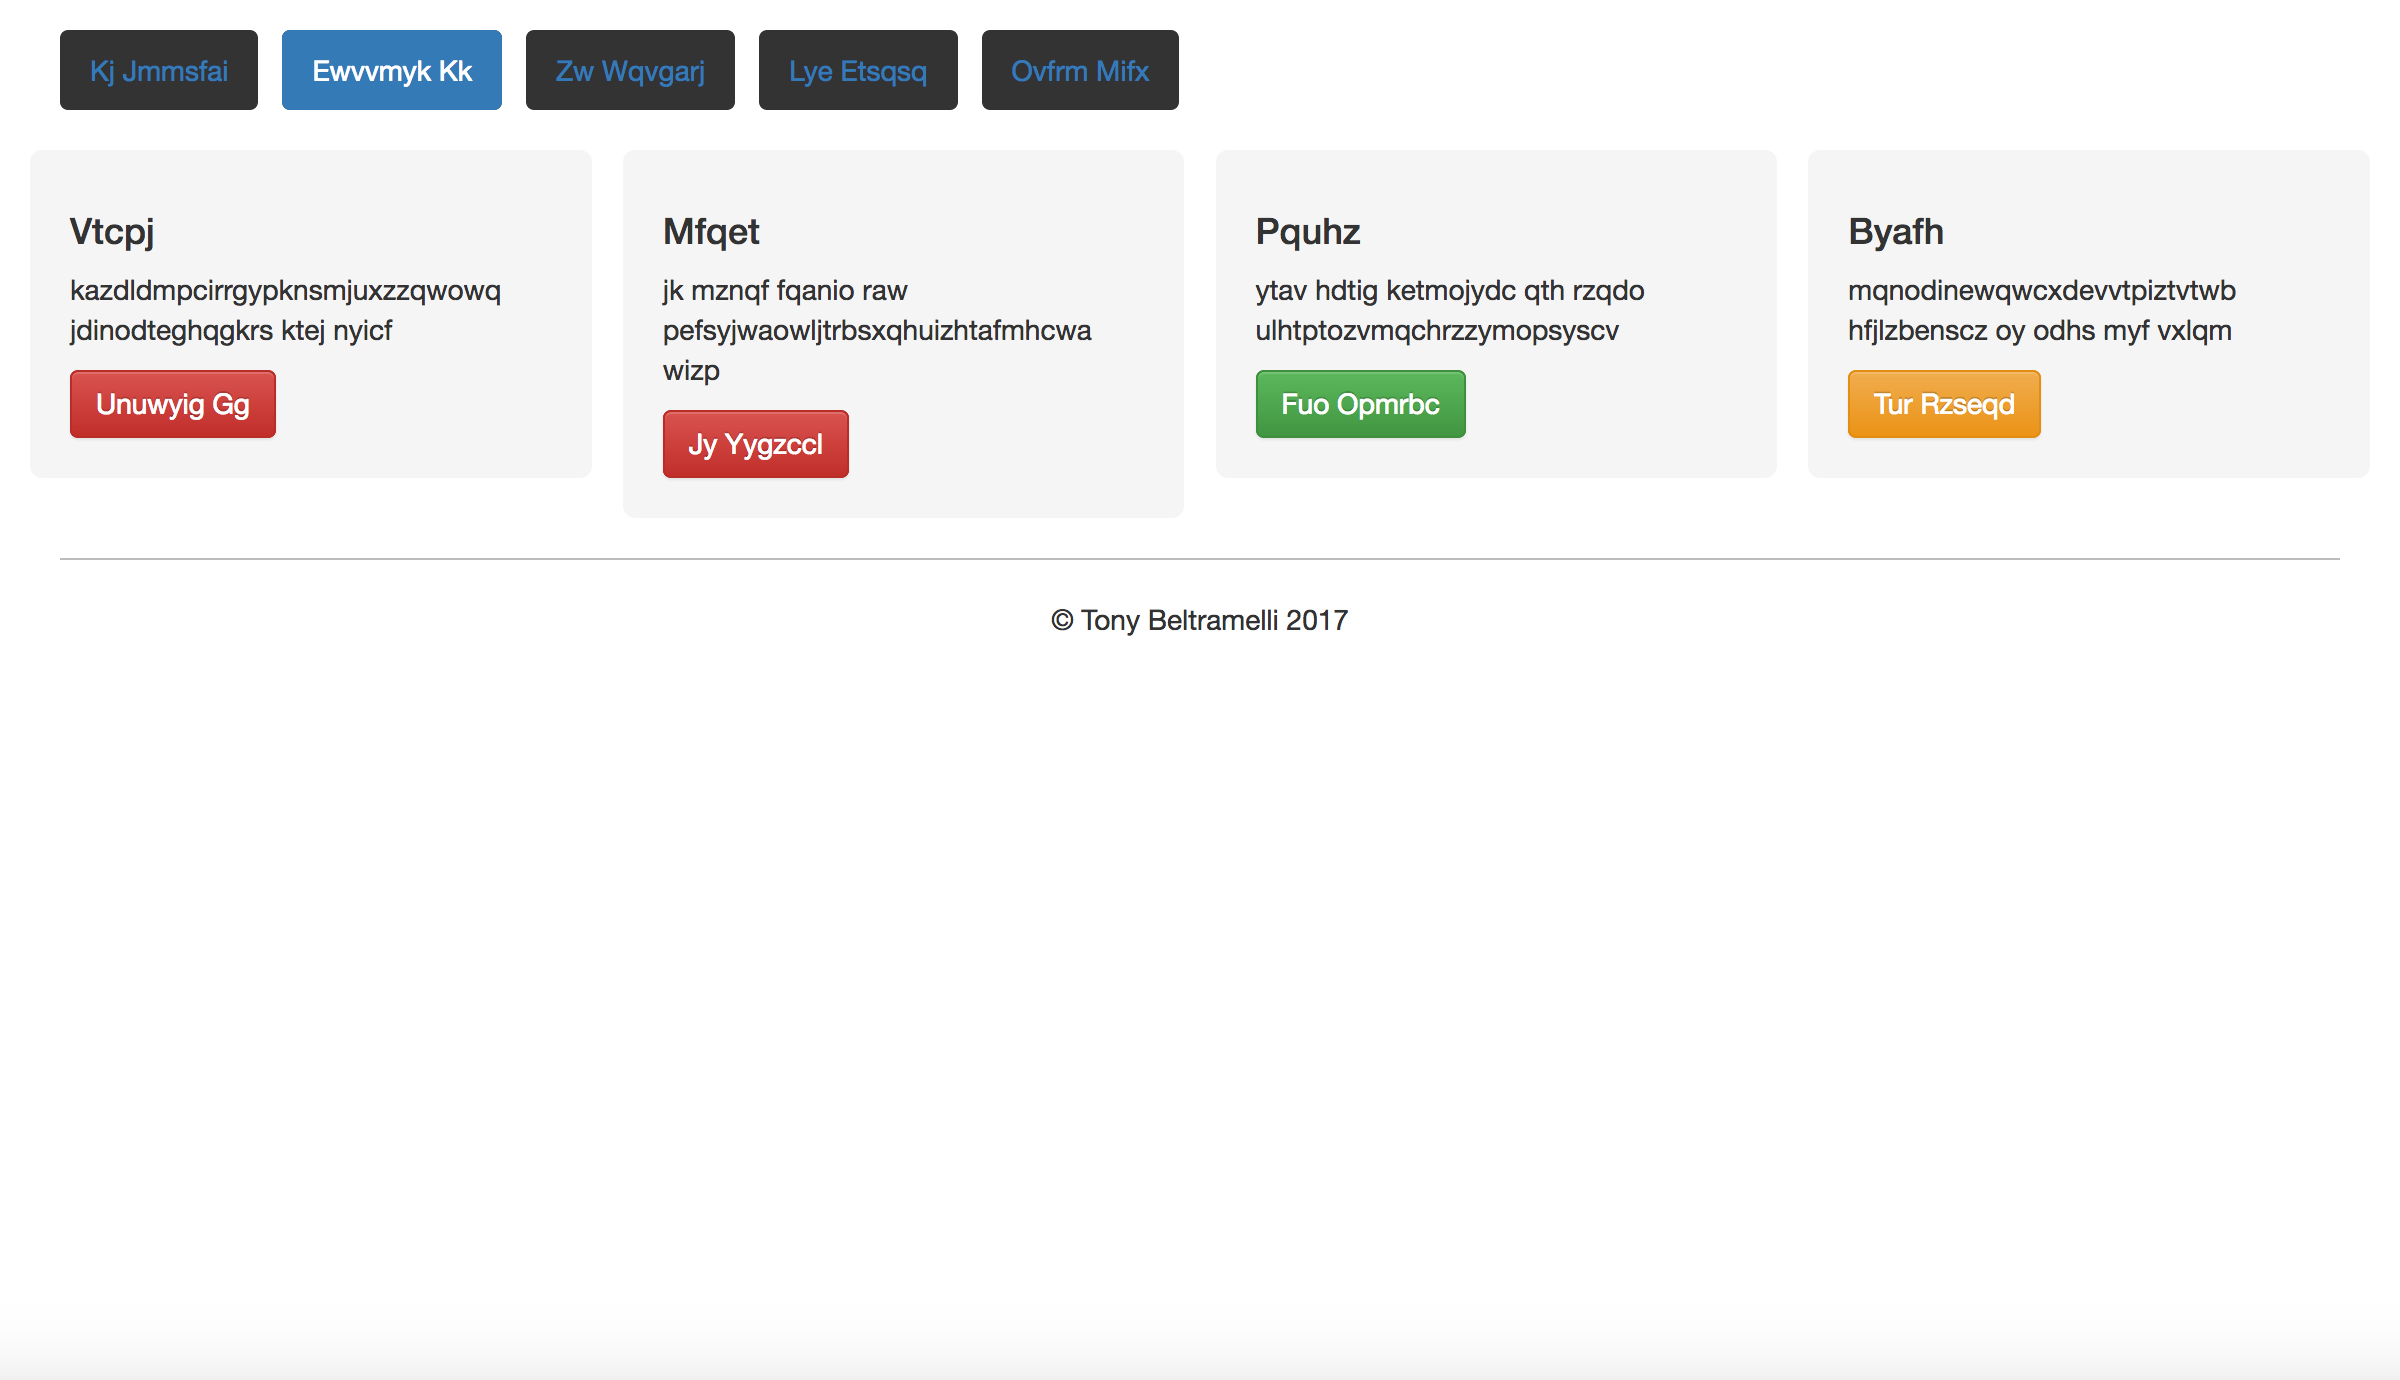 Kj Jmmsfai
Ewvvmyk Kk
Zw Wqvgarj
Lye Etsqsq
Ovfrm Mifx
Vtcpj
kazdldmpcirrgypknsmjuxzzqwowq
jdinodteghqgkrs ktej nyicf
Unuwyig Gg
Mfqet
jk mznqf fqanio raw
pefsyjwaowljtrbsxqhuizhtafmhcwa
wizp
Jy Yygzccl
Pquhz
ytav hdtig ketmojydc qth rzqdo
ulhtptozvmqchrzzymopsyscv
Fuo Opmrbc
Byafh
mqnodinewqwcxdevvtpiztvtwb
hfjlzbenscz oy odhs myf vxlqm
Tur Rzseqd
© Tony Beltramelli 2017